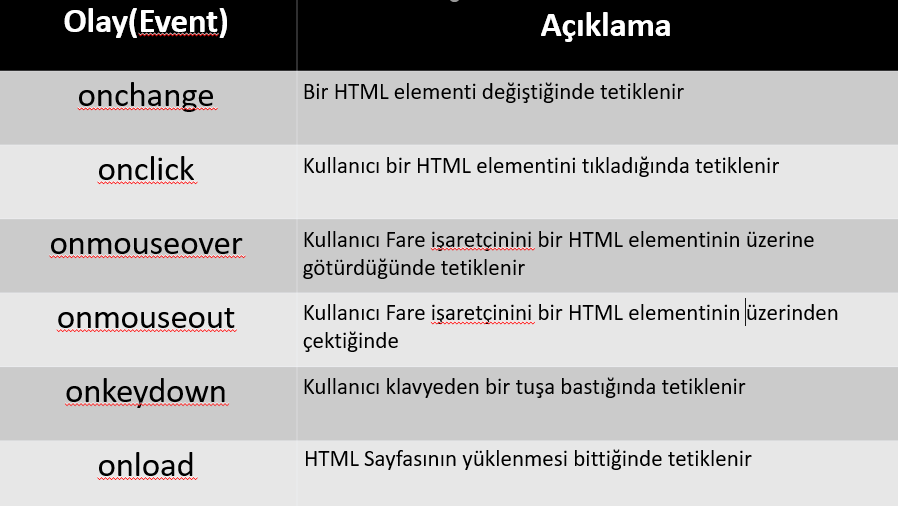 Olay(Event)
Açıklama
onchange
Bir HTML elementi değiştiğinde tetiklenir
onclick
Kullanıcı bir HTML elementini tıkladığında tetiklenir
onmouseover
Kullanıcı Fare işaretçinini bir HTML elementinin üzerine
götürdüğünde tetiklenir
onmouseout
Kullanıcı Fare işaretçinini bir HTML elementinin üzerinden
çektiğinde
onkeydown
Kullanıcı klavyeden bir tuşa bastığında tetiklenir
onload
HTML Sayfasının yüklenmesi bittiğinde tetiklenir